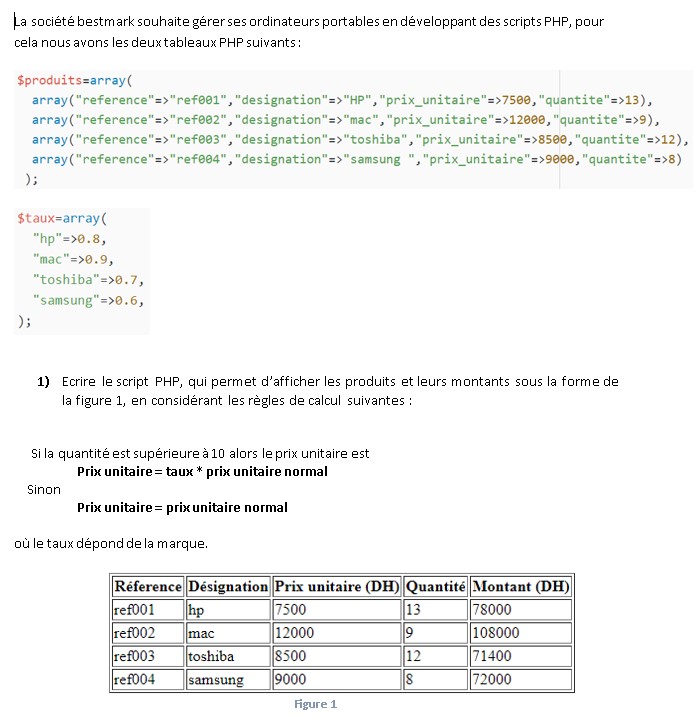 La société bestmark souhaite gérer ses ordinateurs portables en développant des scripts PHP, pour
cela nous avons les deux tableaux PHP suivants :
$produits=array(
array("reference"=>"ref001","designation"=>"HP","prix_unitaire"=>7500,"quantite"=>13),
array("reference"=>"ref002","designation"=>"mac","prix_unitaire"=>12000,"quantite"=>9),
array("reference"=>"ref003","designation"=>"toshiba","prix_unitaire"=>8500,"quantite"=>12),
array("reference"=>"ref004","designation"=>"samsung ","prix_unitaire"=>9000,"quantite"=>8)
);
$taux=array(
"hp"=>0.8,
"mac"=>0.9,
"toshiba"=>0.7,
"samsung"=>0.6,
);
1) Ecrire le script PHP, qui permet d'afficher les produits et leurs montants sous la forme de
la figure 1, en considérant les règles de calcul suivantes :
Si la quantité est supérieure à 10 alors le prix unitaire est
Prix unitaire = taux * prix unitaire normal
Sinon
Prix unitaire = prix unitaire normal
où le taux dépond de la marque.
Réference Désignation Prix unitaire (DH) Quantité Montant (DH)
ref001 hp 7500 13 78000
ref002 mac 12000 9 108000
ref003 toshiba 8500 12 71400
ref004 samsung 9000 8 72000
Figure 1